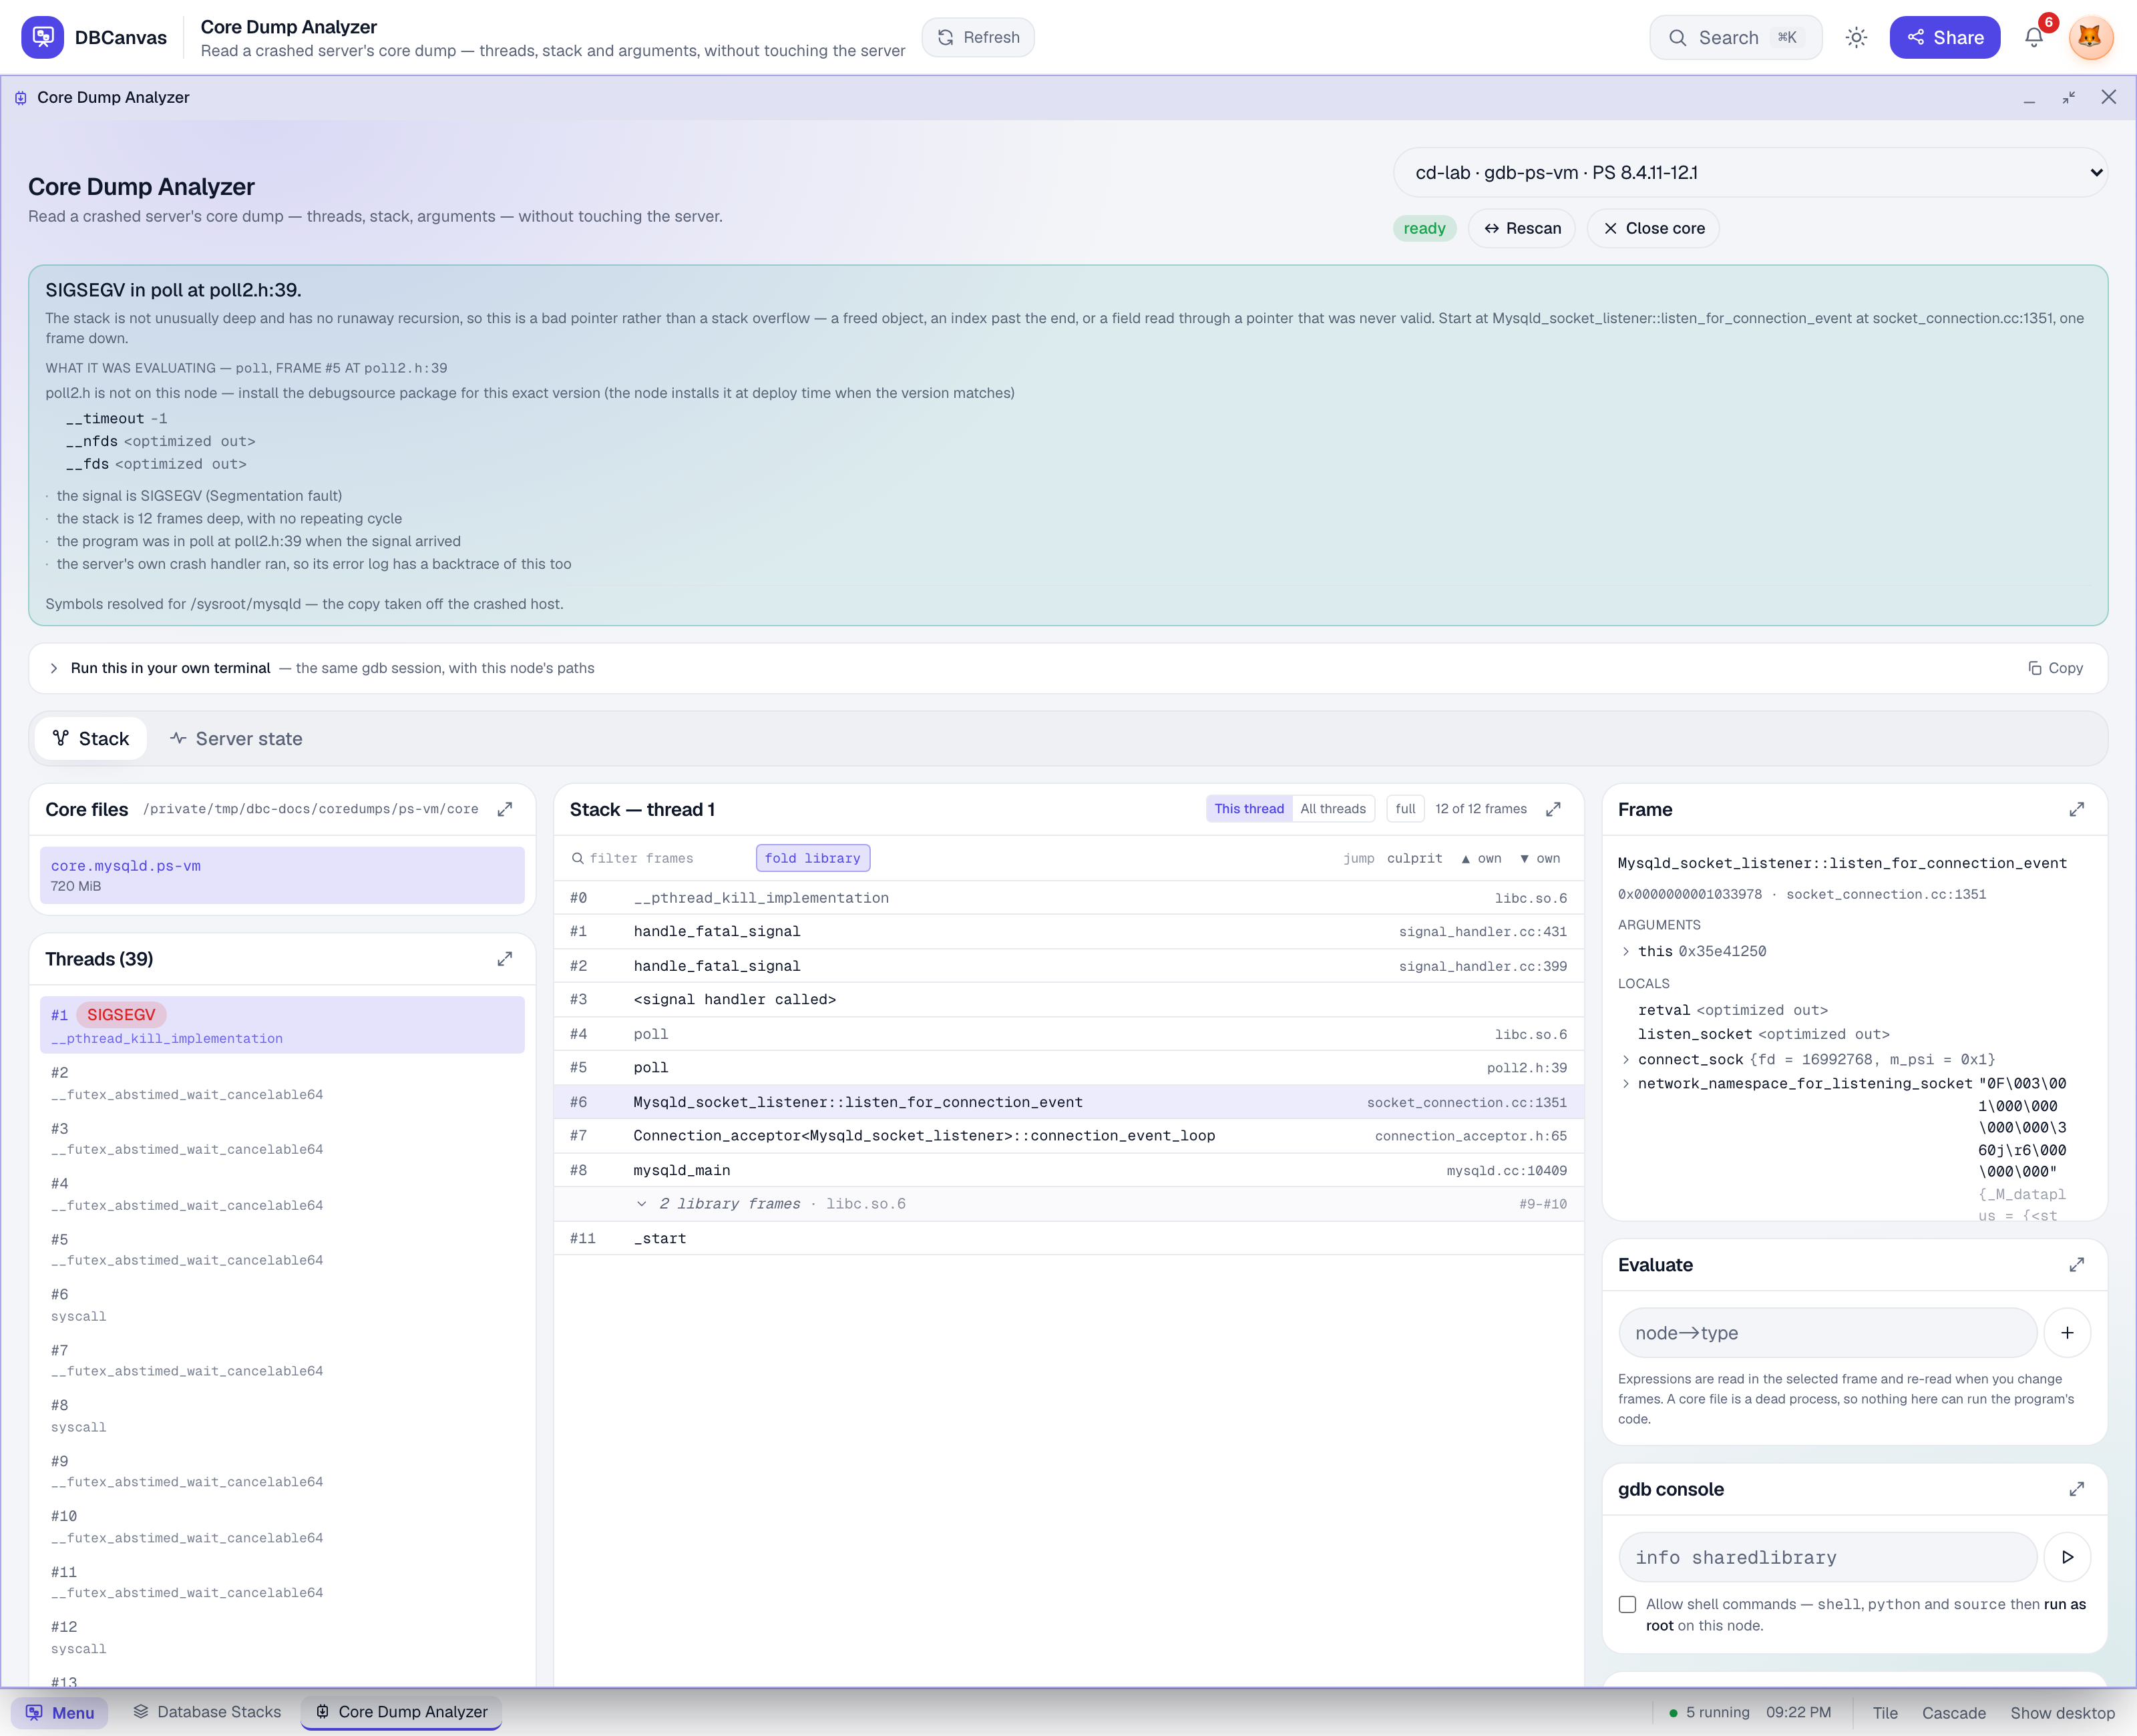 DBCanvas
Core Dump Analyzer
Read a crashed server's core dump — threads, stack and arguments, without touching the server
Refresh
Search ⌘K
Share
6
Core Dump Analyzer
Core Dump Analyzer
Read a crashed server's core dump — threads, stack, arguments — without touching the server.
cd-lab · gdb-ps-vm · PS 8.4.11-12.1
ready
Rescan
Close core
SIGSEGV in poll at poll2.h:39.
The stack is not unusually deep and has no runaway recursion, so this is a bad pointer rather than a stack overflow — a freed object, an index past the end, or a field read through a pointer that was never valid. Start at Mysqld_socket_listener::listen_for_connection_event at socket_connection.cc:1351, one
frame down.
WHAT IT WAS EVALUATING — poll, FRAME #5 AT poll2.h:39
poll2.h is not on this node — install the debugsource package for this exact version (the node installs it at deploy time when the version matches)
__timeout -1
__nfds <optimized out>
__fds <optimized out>
· the signal is SIGSEGV (Segmentation fault)
· the stack is 12 frames deep, with no repeating cycle
· the program was in poll at poll2.h:39 when the signal arrived
· the server's own crash handler ran, so its error log has a backtrace of this too
Symbols resolved for /sysroot/mysqld — the copy taken off the crashed host.
Run this in your own terminal — the same gdb session, with this node's paths
Copy
Stack
Server state
Core files /private/tmp/dbc-docs/coredumps/ps-vm/core
core.mysqld.ps-vm
720 MiB
Threads (39)
#1 SIGSEGV
__pthread_kill_implementation
#2
__futex_abstimed_wait_cancelable64
#3
__futex_abstimed_wait_cancelable64
#4
__futex_abstimed_wait_cancelable64
#5
__futex_abstimed_wait_cancelable64
#6
syscall
#7
__futex_abstimed_wait_cancelable64
#8
syscall
#9
__futex_abstimed_wait_cancelable64
#10
__futex_abstimed_wait_cancelable64
#11
__futex_abstimed_wait_cancelable64
#12
syscall
#13
Stack — thread 1
This thread All threads full 12 of 12 frames
filter frames
fold library
jump culprit ▲ own ▼ own
#0 __pthread_kill_implementation libc.so.6
#1 handle_fatal_signal signal_handler.cc:431
#2 handle_fatal_signal signal_handler.cc:399
#3 <signal handler called>
#4 poll libc.so.6
#5 poll poll2.h:39
#6 Mysqld_socket_listener::listen_for_connection_event socket_connection.cc:1351
#7 Connection_acceptor<Mysqld_socket_listener>::connection_event_loop connection_acceptor.h:65
#8 mysqld_main mysqld.cc:10409
2 library frames · libc.so.6 #9–#10
#11 _start
Frame
Mysqld_socket_listener::listen_for_connection_event
0x0000000001033978 · socket_connection.cc:1351
ARGUMENTS
this 0x35e41250
LOCALS
retval <optimized out>
listen_socket <optimized out>
connect_sock {fd = 16992768, m_psi = 0x1}
network_namespace_for_listening_socket "0F\003\00
1\000\000
\000\000\3
60j\r6\000
\000\000"
{_M_datapl
us = {<st
Evaluate
node->type
Expressions are read in the selected frame and re-read when you change
frames. A core file is a dead process, so nothing here can run the program's
code.
gdb console
info sharedlibrary
Allow shell commands — shell, python and source then run as
root on this node.
Menu
Database Stacks
Core Dump Analyzer
5 running
09:22 PM
Tile
Cascade
Show desktop